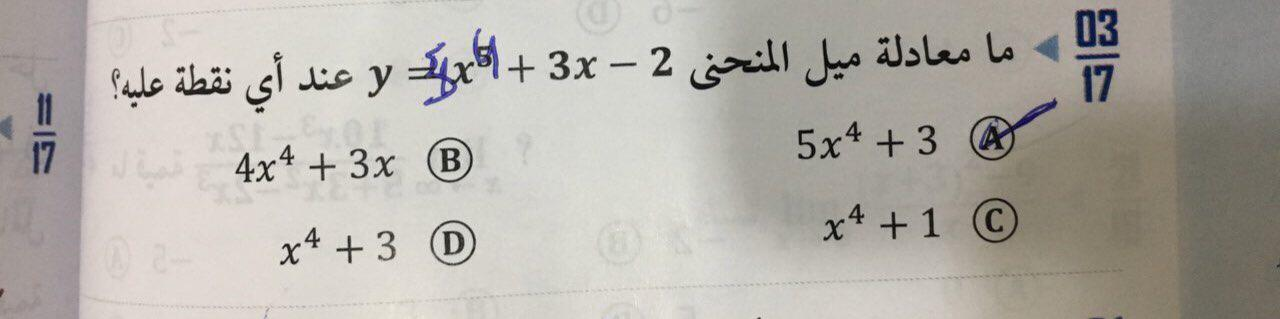 03
17
ما معادلة ميل المنحنى y = x⁵ + 3x − 2 عند أي نقطة عليه؟
A 5x⁴ + 3
B 4x⁴ + 3x
C x⁴ + 1
D x⁴ + 3
11
17